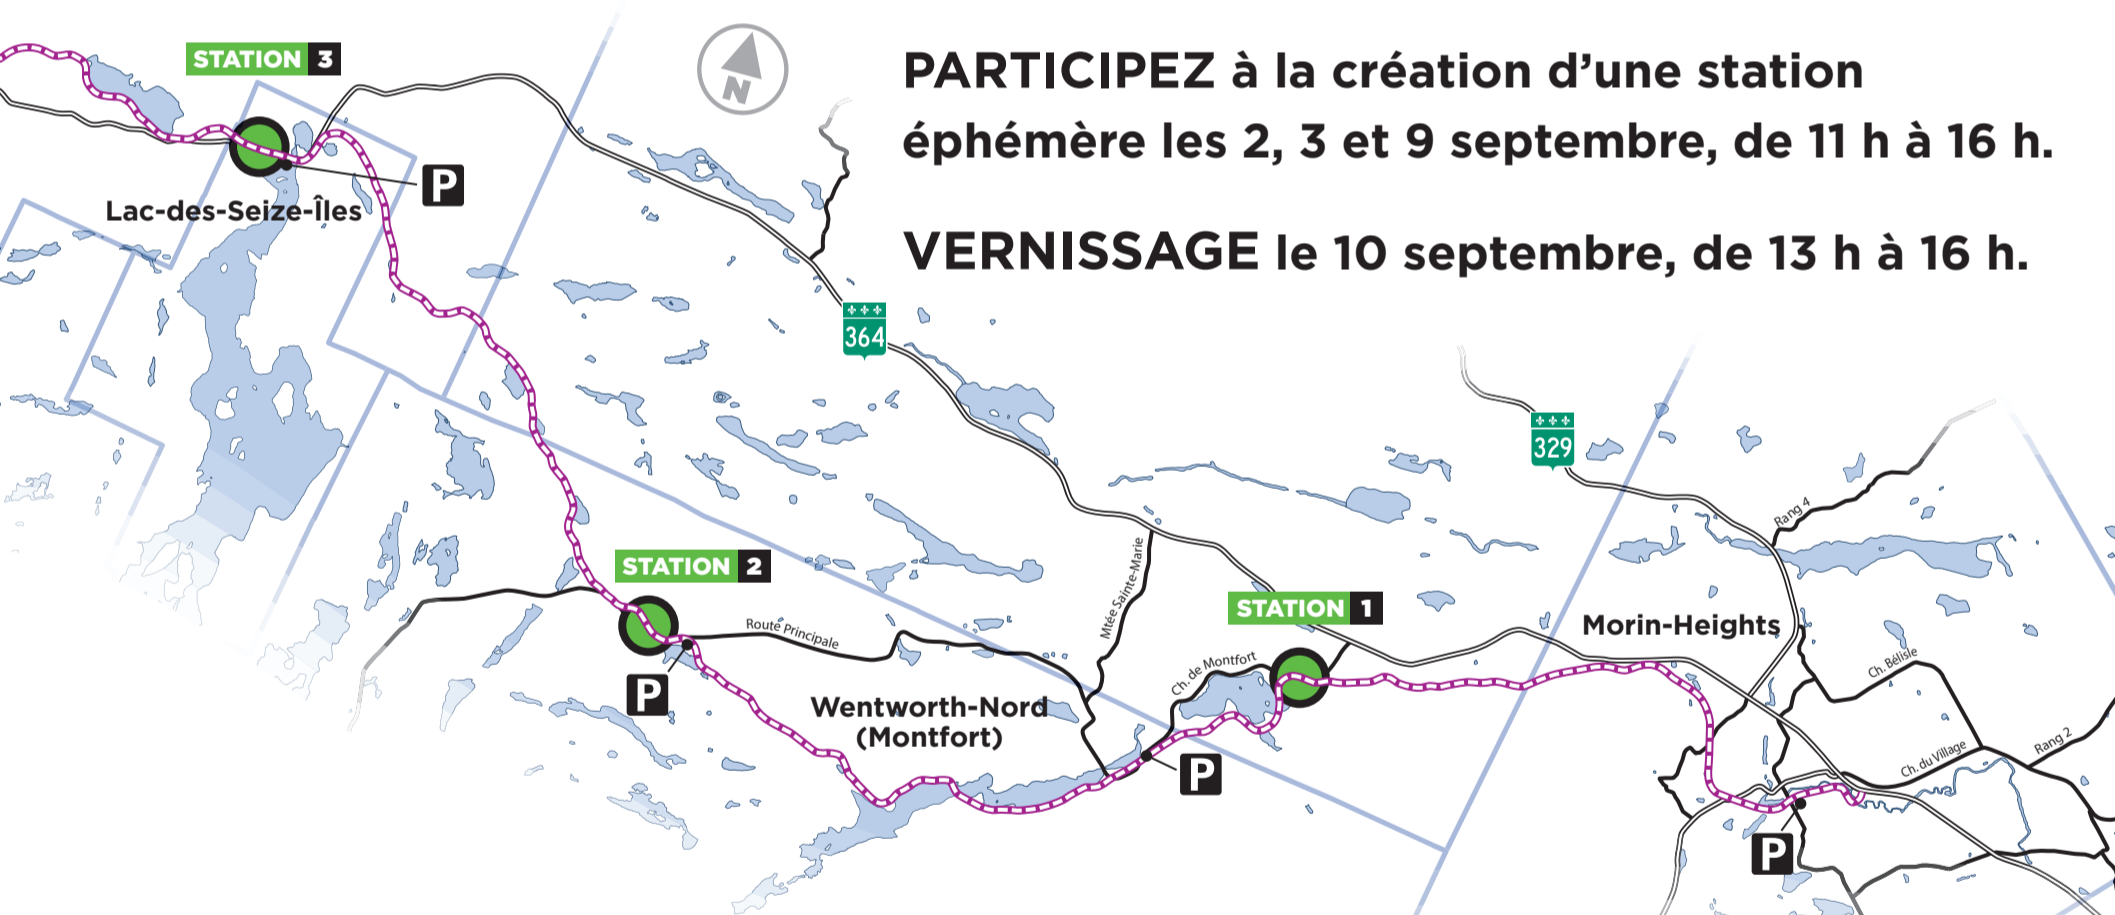 PARTICIPEZ à la création d’une station
éphémère les 2, 3 et 9 septembre, de 11 h à 16 h.
VERNISSAGE le 10 septembre, de 13 h à 16 h.
STATION 3
N
P
Lac-des-Seize-Îles
364
329
Rang 4
STATION 2
Mtée Sainte-Marie
STATION 1
Morin-Heights
Route Principale
Ch. de Montfort
Ch. Bélisle
P
Wentworth-Nord
(Montfort)
P
Ch. du Village
Rang 2
P